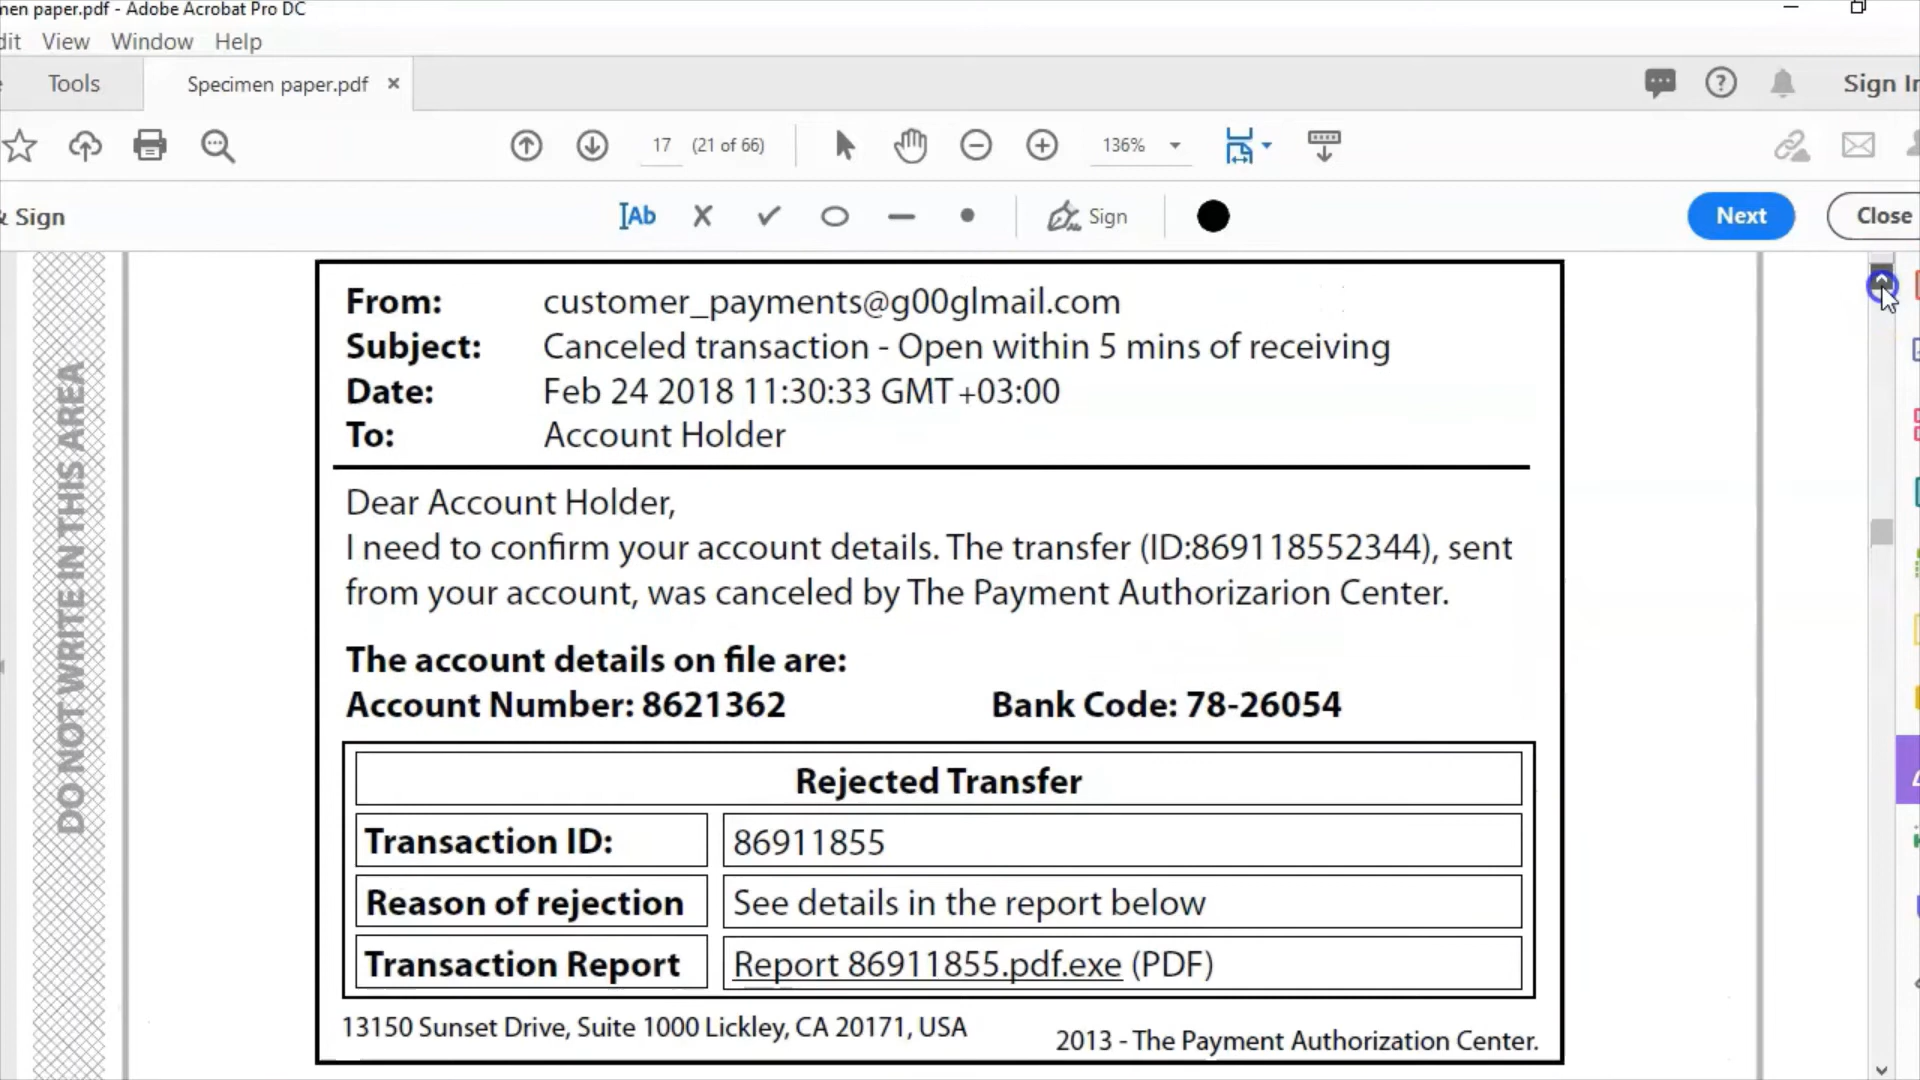 men paper.pdf - Adobe Acrobat Pro DC
dit View Window Help
Tools Specimen paper.pdf × Sign In
17 (21 of 66) 136%
& Sign Ab Sign Next Close
DO NOT WRITE IN THIS AREA
From: customer_payments@g00glmail.com
Subject: Canceled transaction - Open within 5 mins of receiving
Date: Feb 24 2018 11:30:33 GMT+03:00
To: Account Holder
Dear Account Holder,
I need to confirm your account details. The transfer (ID:869118552344), sent
from your account, was canceled by The Payment Authorizarion Center.
The account details on file are:
Account Number: 8621362 Bank Code: 78-26054
Rejected Transfer
Transaction ID: 86911855
Reason of rejection See details in the report below
Transaction Report Report 86911855.pdf.exe (PDF)
13150 Sunset Drive, Suite 1000 Lickley, CA 20171, USA
2013 - The Payment Authorization Center.